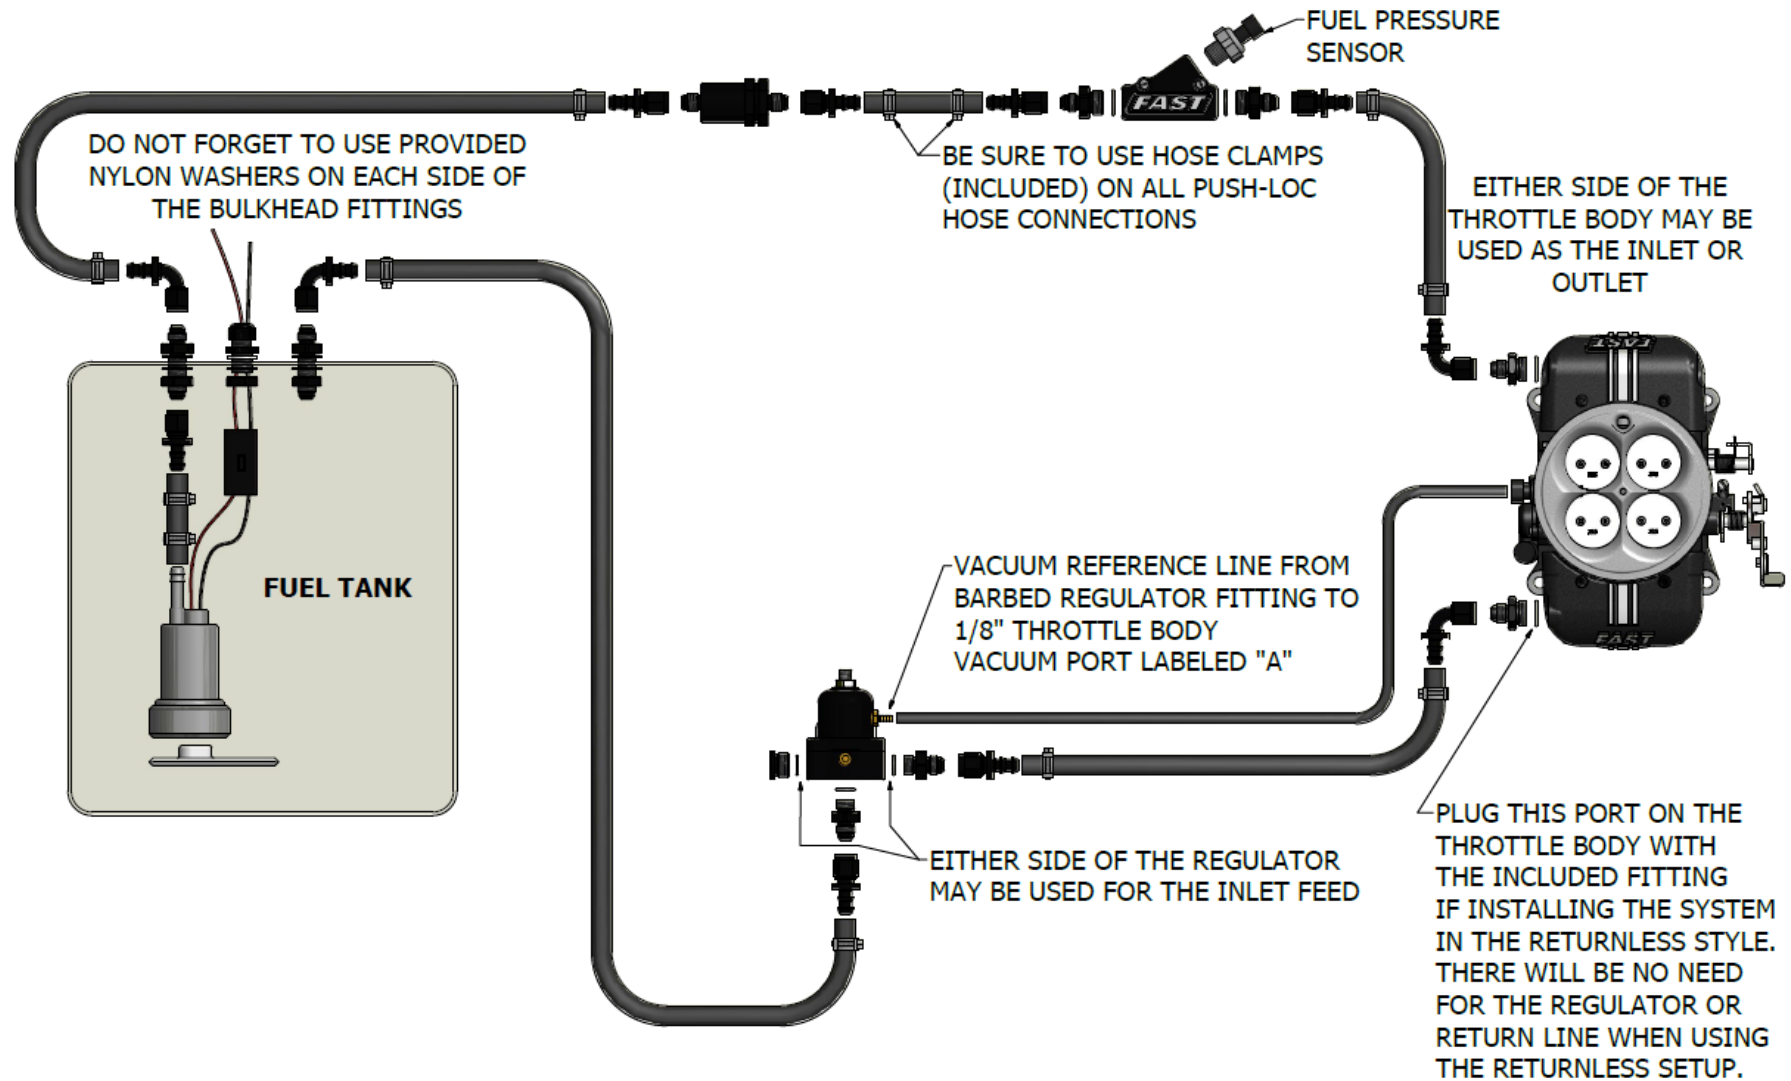 FUEL PRESSURE
SENSOR
FAST
DO NOT FORGET TO USE PROVIDED
NYLON WASHERS ON EACH SIDE OF
THE BULKHEAD FITTINGS
BE SURE TO USE HOSE CLAMPS
(INCLUDED) ON ALL PUSH-LOC
HOSE CONNECTIONS
EITHER SIDE OF THE
THROTTLE BODY MAY BE
USED AS THE INLET OR
OUTLET
FAST
FUEL TANK
VACUUM REFERENCE LINE FROM
BARBED REGULATOR FITTING TO
1/8" THROTTLE BODY
VACUUM PORT LABELED "A"
FAST
EITHER SIDE OF THE REGULATOR
MAY BE USED FOR THE INLET FEED
PLUG THIS PORT ON THE
THROTTLE BODY WITH
THE INCLUDED FITTING
IF INSTALLING THE SYSTEM
IN THE RETURNLESS STYLE.
THERE WILL BE NO NEED
FOR THE REGULATOR OR
RETURN LINE WHEN USING
THE RETURNLESS SETUP.